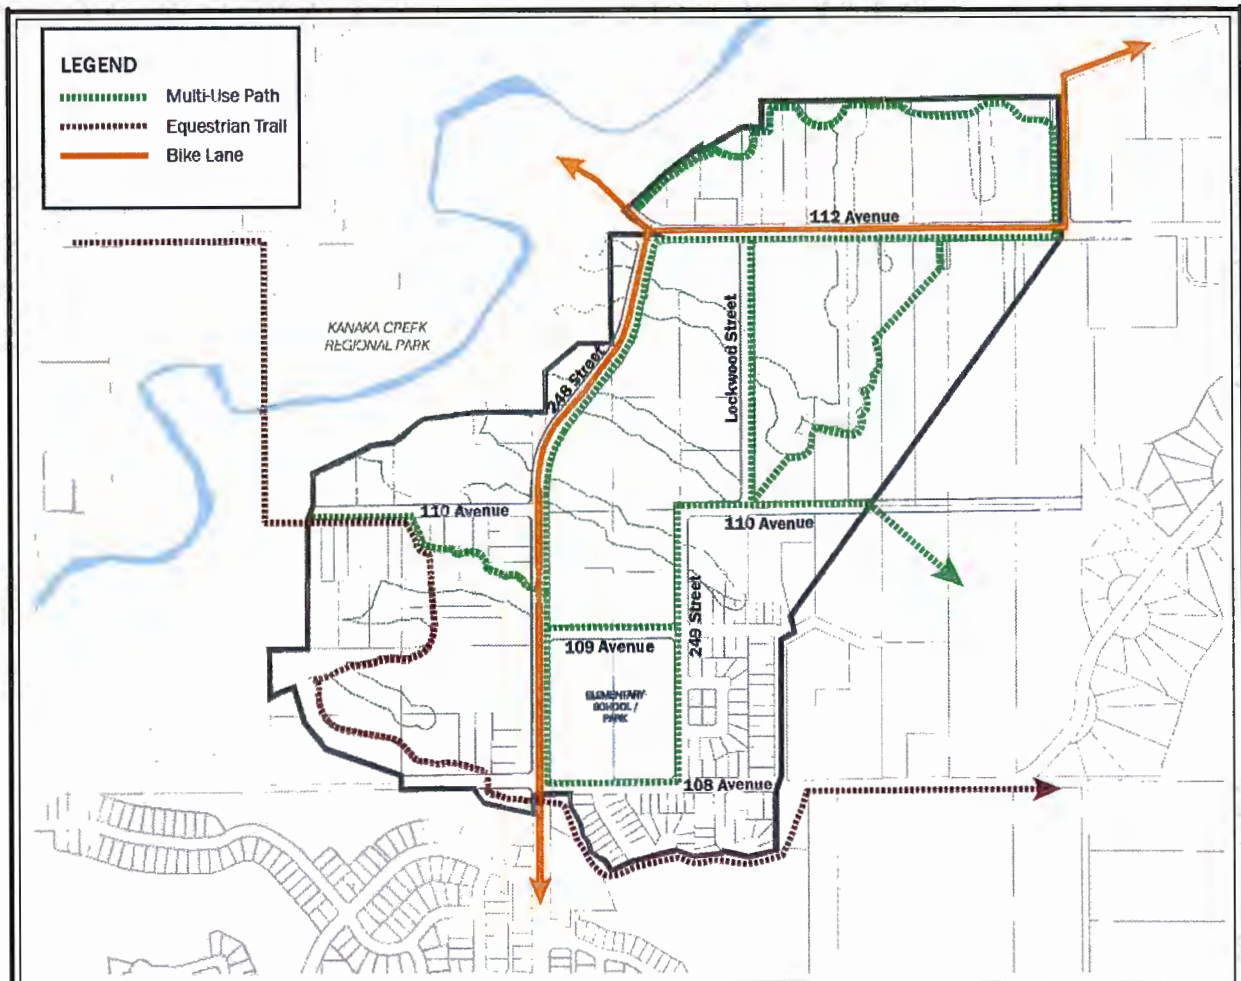 LEGEND
Multi-Use Path
Equestrian Trail
Bike Lane
112 Avenue
KANAKA CREEK
REGIONAL PARK
Lockwood Street
248 Street
110 Avenue
110 Avenue
249 Street
109 Avenue
ELEMENTARY
SCHOOL /
PARK
108 Avenue